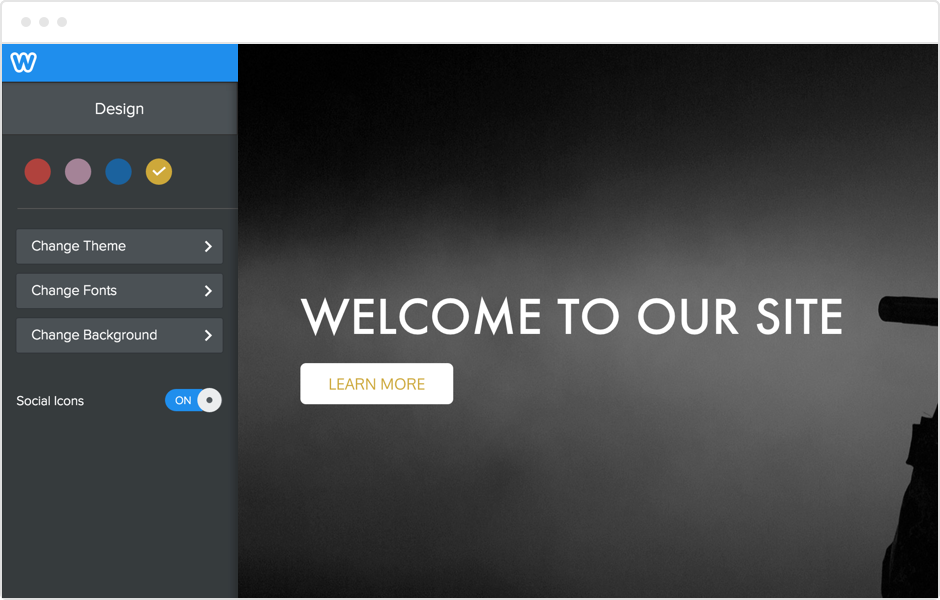 W
Design
Change Theme
Change Fonts
Change Background
Social Icons
ON
WELCOME TO OUR SITE
LEARN MORE